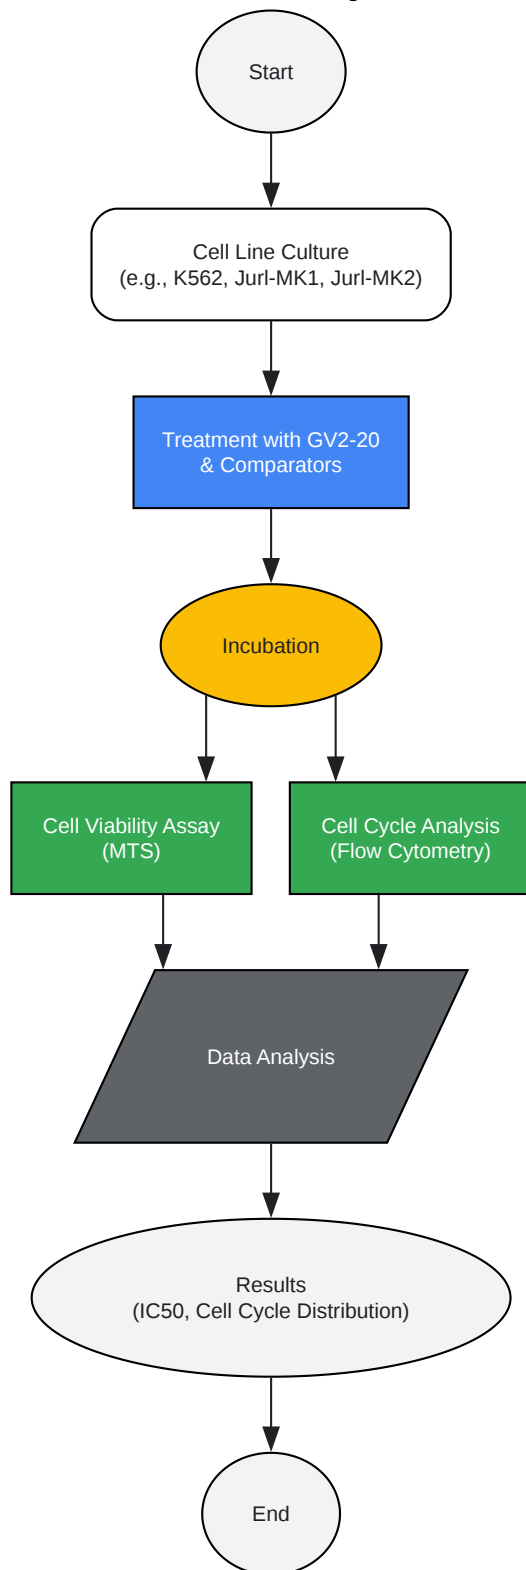 Start
Cell Line Culture
(e.g., K562, Jurl-MK1, Jurl-MK2)
Treatment with GV2-20
& Comparators
Incubation
Cell Viability Assay
(MTS)
Cell Cycle Analysis
(Flow Cytometry)
Data Analysis
Results
(IC50, Cell Cycle Distribution)
End